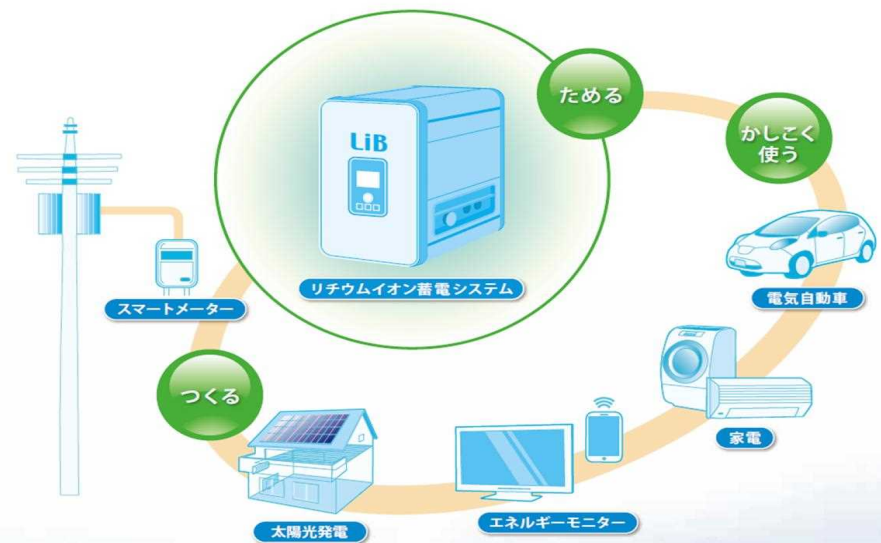 ためる
かしこく
使う
LiB
リチウムイオン蓄電システム
スマートメーター
電気自動車
つくる
家電
エネルギーモニター
太陽光発電